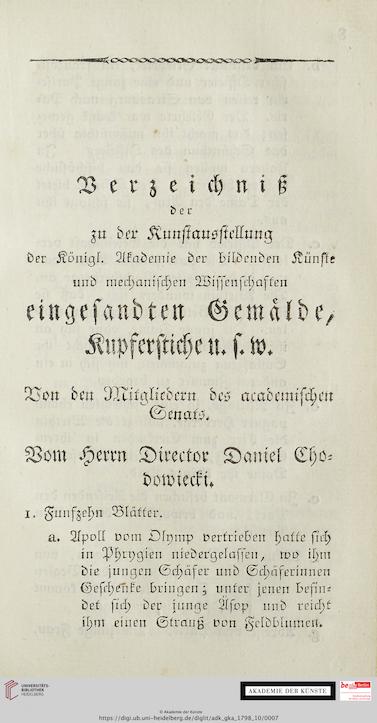 Verzeichniß
der
zu der Kunstausstellung
der Königl. Akademie der bildenden Künste
und mechanischen Wissenschaften
eingesandten Gemälde,
Kupferstiche u. s. w.
Von den Mitgliedern des academischen
Senats.
Vom Herrn Director Daniel Cho-
dowiecki.
1. Funfzehn Blätter.
a. Apoll vom Olymp vertrieben hatte sich
in Phrygien niedergelassen, wo ihm
die jungen Schäfer und Schäferinnen
Geschenke bringen; unter jenen befin-
det sich der junge Äsop und reicht
ihm einen Strauß von Feldblumen.
UNIVERSITÄTS-
BIBLIOTHEK
HEIDELBERG
AKADEMIE DER KÜNSTE
be Berlin
© Akademie der Künste
https://digi.ub.uni-heidelberg.de/diglit/adk_gka_1798_10/0007